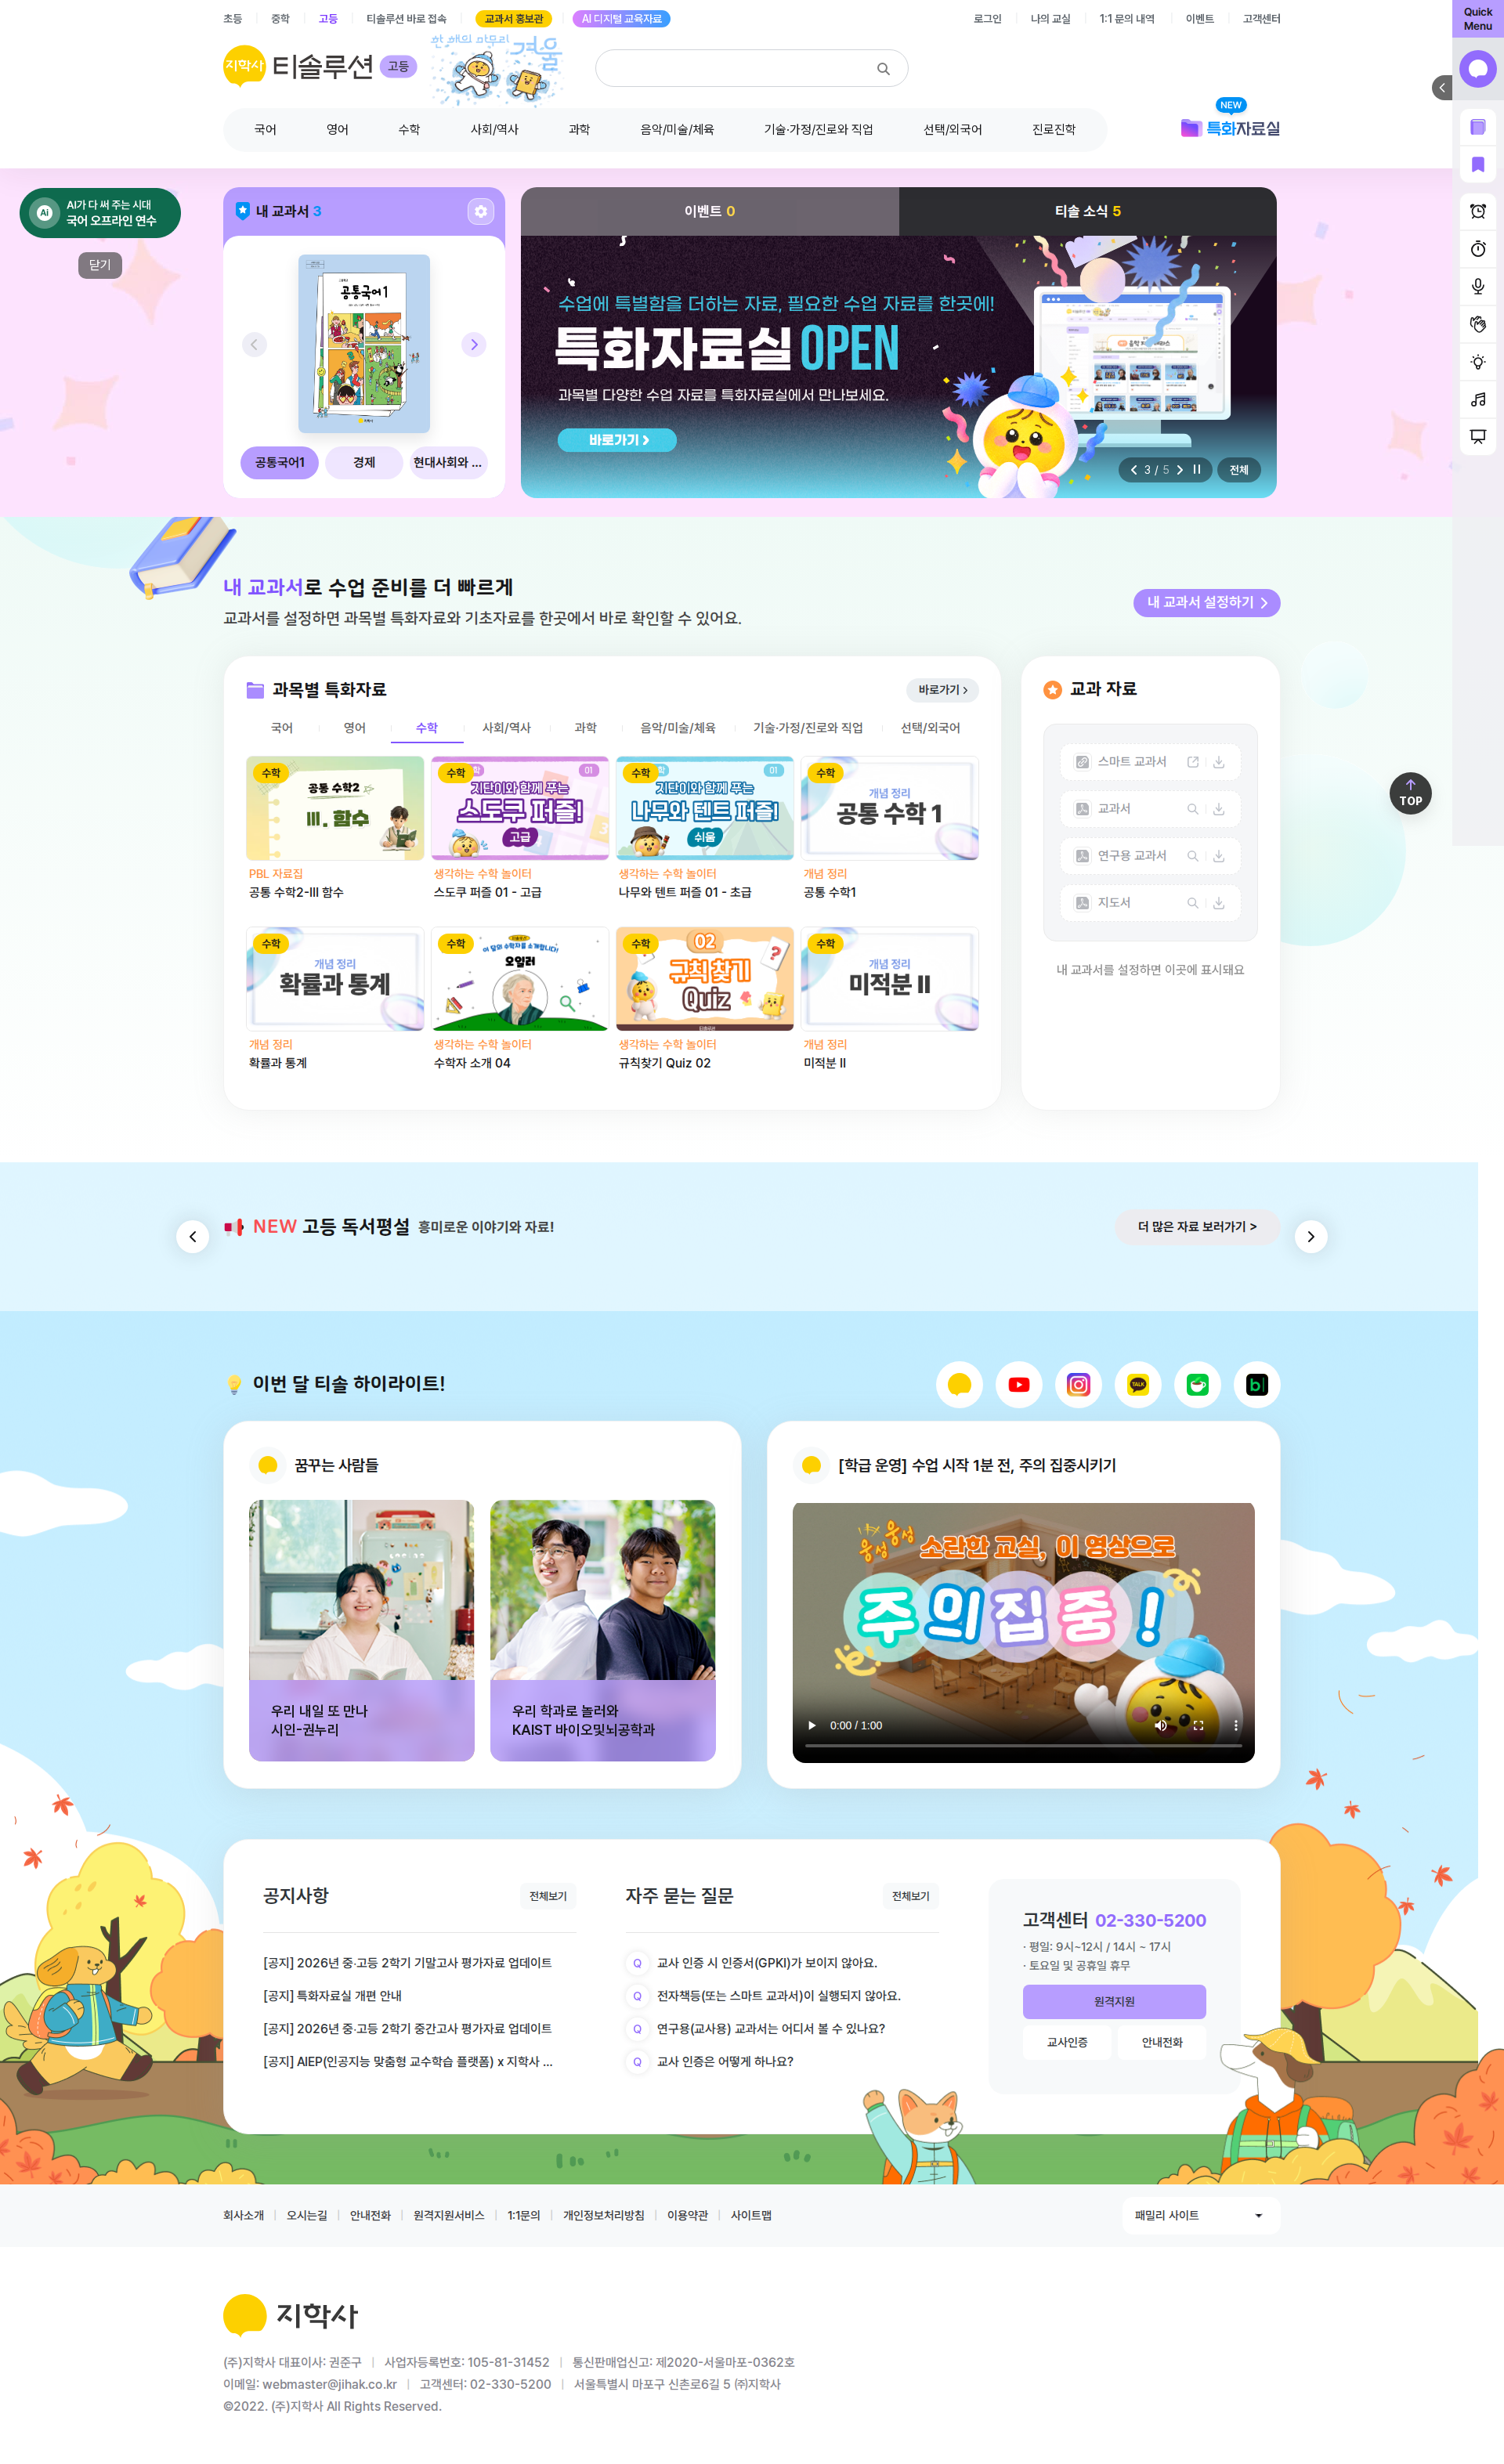 초등 중학 고등 티솔루션 바로 접속 교과서 홍보관 AI 디지털 교육자료
로그인 나의 교실 1:1 문의 내역 이벤트 고객센터
Quick
Menu
지학사 티솔루션 고등
한 해의 마무리 겨울
국어 영어 수학 사회/역사 과학 음악/미술/체육 기술·가정/진로와 직업 선택/외국어 진로진학
NEW
특화자료실
AI
AI가 다 써 주는 시대
국어 오프라인 연수
닫기
내 교과서 3
공통국어1
공통국어1 경제 현대사회와 ...
이벤트 0
티솔 소식 5
수업에 특별함을 더하는 자료, 필요한 수업 자료를 한곳에!
특화자료실 OPEN
과목별 다양한 수업 자료를 특화자료실에서 만나보세요.
바로가기 >
3 / 5 전체
내 교과서로 수업 준비를 더 빠르게
교과서를 설정하면 과목별 특화자료와 기초자료를 한곳에서 바로 확인할 수 있어요.
내 교과서 설정하기
과목별 특화자료
바로가기
국어 영어 수학 사회/역사 과학 음악/미술/체육 기술·가정/진로와 직업 선택/외국어
수학
공통 수학2
III. 함수
PBL 자료집
공통 수학2-III 함수
수학
01
지단이와 함께 푸는
스도쿠 퍼즐!
고급
생각하는 수학 놀이터
스도쿠 퍼즐 01 - 고급
수학
01
지단이와 함께 푸는
나무와 텐트 퍼즐!
쉬움
생각하는 수학 놀이터
나무와 텐트 퍼즐 01 - 초급
수학
개념 정리
공통 수학 1
개념 정리
공통 수학1
수학
개념 정리
확률과 통계
개념 정리
확률과 통계
수학
이 달의 수학자를 소개합니다!
오일러
생각하는 수학 놀이터
수학자 소개 04
수학
02
규칙 찾기
Quiz
생각하는 수학 놀이터
규칙찾기 Quiz 02
수학
개념 정리
미적분 II
개념 정리
미적분 II
교과 자료
스마트 교과서
교과서
연구용 교과서
지도서
내 교과서를 설정하면 이곳에 표시돼요
TOP
NEW 고등 독서평설 흥미로운 이야기와 자료!
더 많은 자료 보러가기 >
이번 달 티솔 하이라이트!
TALK
b
꿈꾸는 사람들
우리 내일 또 만나
시인-권누리
우리 학과로 놀러와
KAIST 바이오및뇌공학과
[학급 운영] 수업 시작 1분 전, 주의 집중시키기
웅성 웅성
소란한 교실, 이 영상으로
주의집중!
0:00 / 1:00
공지사항
전체보기
[공지] 2026년 중·고등 2학기 기말고사 평가자료 업데이트
[공지] 특화자료실 개편 안내
[공지] 2026년 중·고등 2학기 중간고사 평가자료 업데이트
[공지] AIEP(인공지능 맞춤형 교수학습 플랫폼) x 지학사 ...
자주 묻는 질문
전체보기
Q 교사 인증 시 인증서(GPKI)가 보이지 않아요.
Q 전자책등(또는 스마트 교과서)이 실행되지 않아요.
Q 연구용(교사용) 교과서는 어디서 볼 수 있나요?
Q 교사 인증은 어떻게 하나요?
고객센터 02-330-5200
· 평일: 9시~12시 / 14시 ~ 17시
· 토요일 및 공휴일 휴무
원격지원
교사인증 안내전화
회사소개 오시는길 안내전화 원격지원서비스 1:1문의 개인정보처리방침 이용약관 사이트맵
패밀리 사이트
지학사
(주)지학사 대표이사: 권준구 | 사업자등록번호: 105-81-31452 | 통신판매업신고: 제2020-서울마포-0362호
이메일: webmaster@jihak.co.kr | 고객센터: 02-330-5200 | 서울특별시 마포구 신촌로6길 5 ㈜지학사
©2022. (주)지학사 All Rights Reserved.